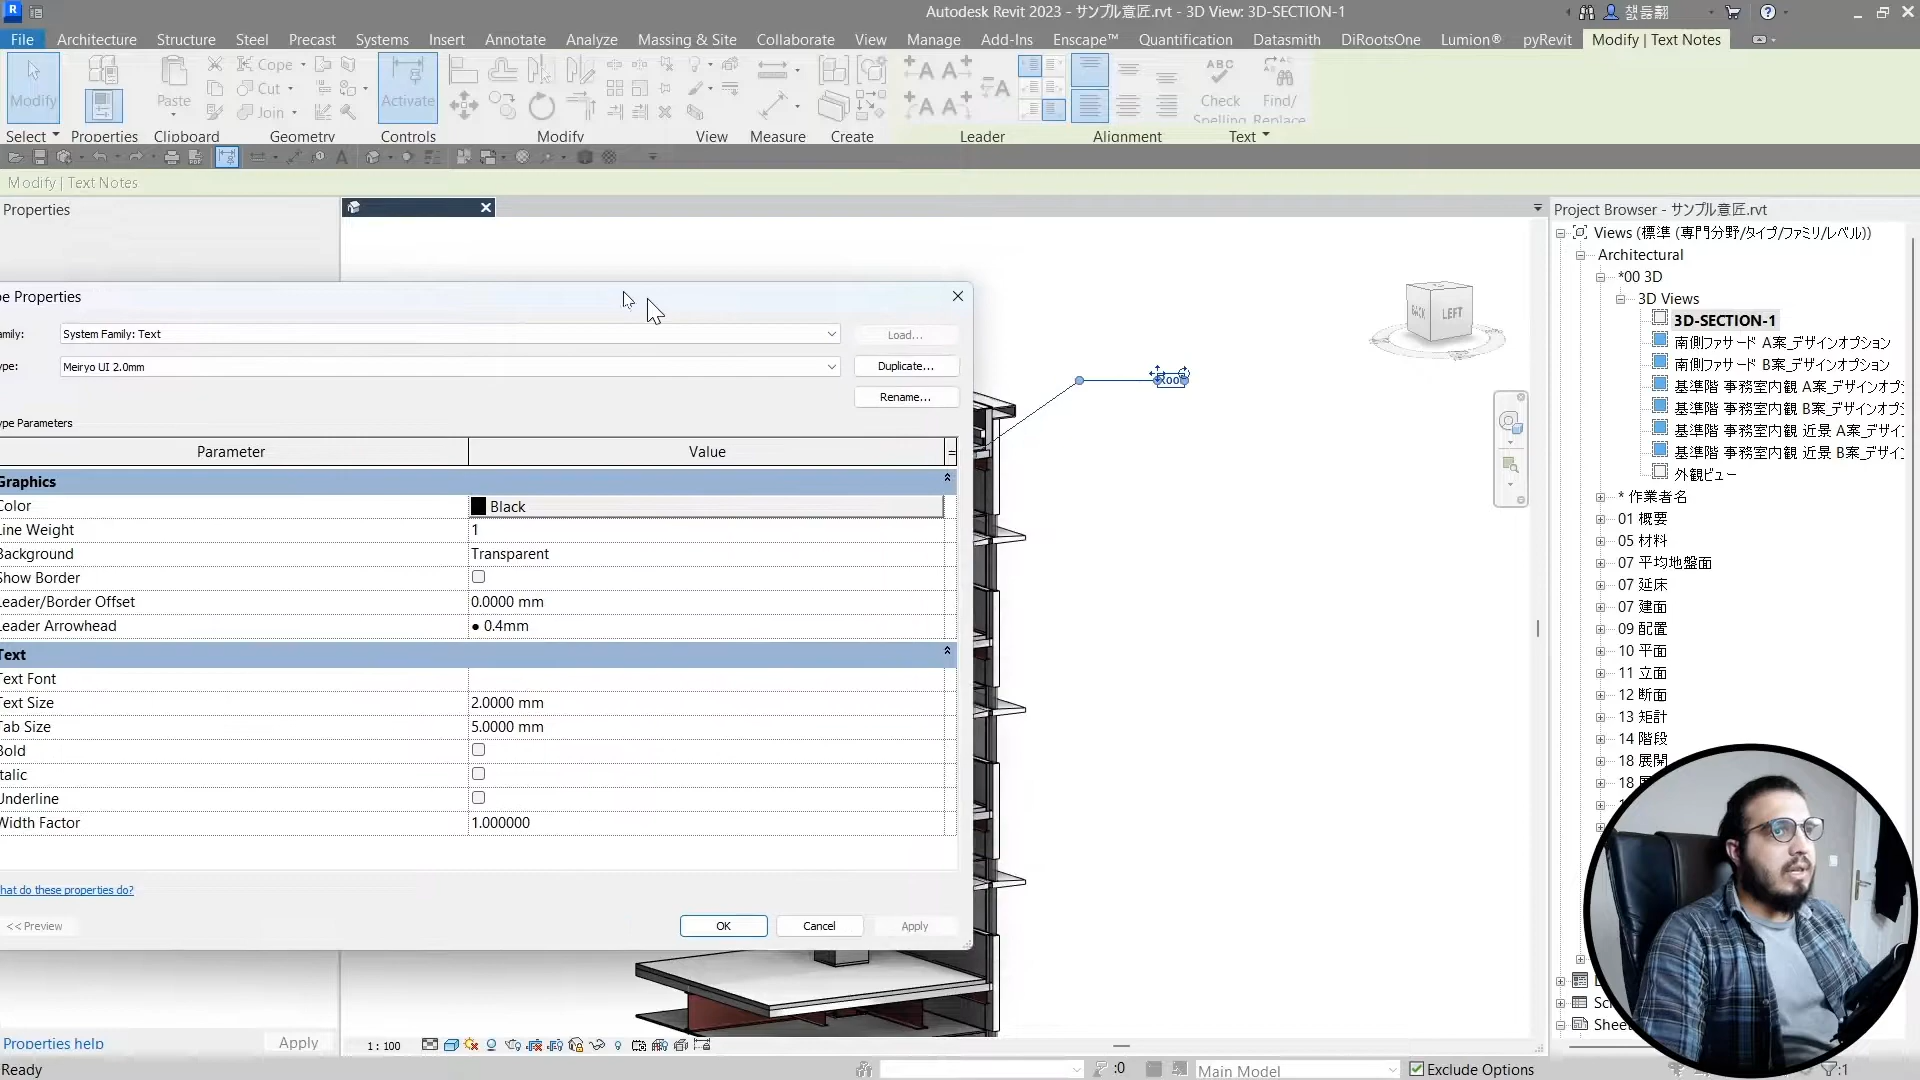 R
Autodesk Revit 2023 - サンプル意匠.rvt - 3D View: 3D-SECTION-1
File Architecture Structure Steel Precast Systems Insert Annotate Analyze Massing & Site Collaborate View Manage Add-Ins Enscape™ Quantification Datasmith DiRootsOne Lumion® pyRevit Modify | Text Notes
Modify
Paste
Cope
Cut
Join
Activate
ABC
Check
Spelling
Find/
Replace
Select Properties Clipboard Geometry Controls Modify View Measure Create Leader Alignment Text
Modify | Text Notes
Properties
Project Browser - サンプル意匠.rvt
Views (標準 (専門分野/タイプ/ファミリ/レベル))
Architectural
*00 3D
3D Views
3D-SECTION-1
南側ファサード A案_デザインオプション
南側ファサード B案_デザインオプション
基準階 事務室内観 A案_デザインオプ
基準階 事務室内観 B案_デザインオプ
基準階 事務室内観 近景 A案_デザイ
基準階 事務室内観 近景 B案_デザイ
外観ビュー
* 作業者名
01 概要
05 材料
07 平均地盤面
07 延床
07 建面
09 配置
10 平面
11 立面
12 断面
13 矩計
14 階段
18 展開
18
Sheet
BACK LEFT
pe Properties
amily: System Family: Text Load...
ype: Meiryo UI 2.0mm Duplicate...
Rename...
ype Parameters
Parameter Value =
Graphics
Color Black
Line Weight 1
Background Transparent
Show Border
Leader/Border Offset 0.0000 mm
Leader Arrowhead ● 0.4mm
Text
Text Font
Text Size 2.0000 mm
Tab Size 5.0000 mm
Bold
Italic
Underline
Width Factor 1.000000
hat do these properties do?
<< Preview OK Cancel Apply
Properties help Apply
1 : 100
Ready
:0
Main Model
Exclude Options
:1